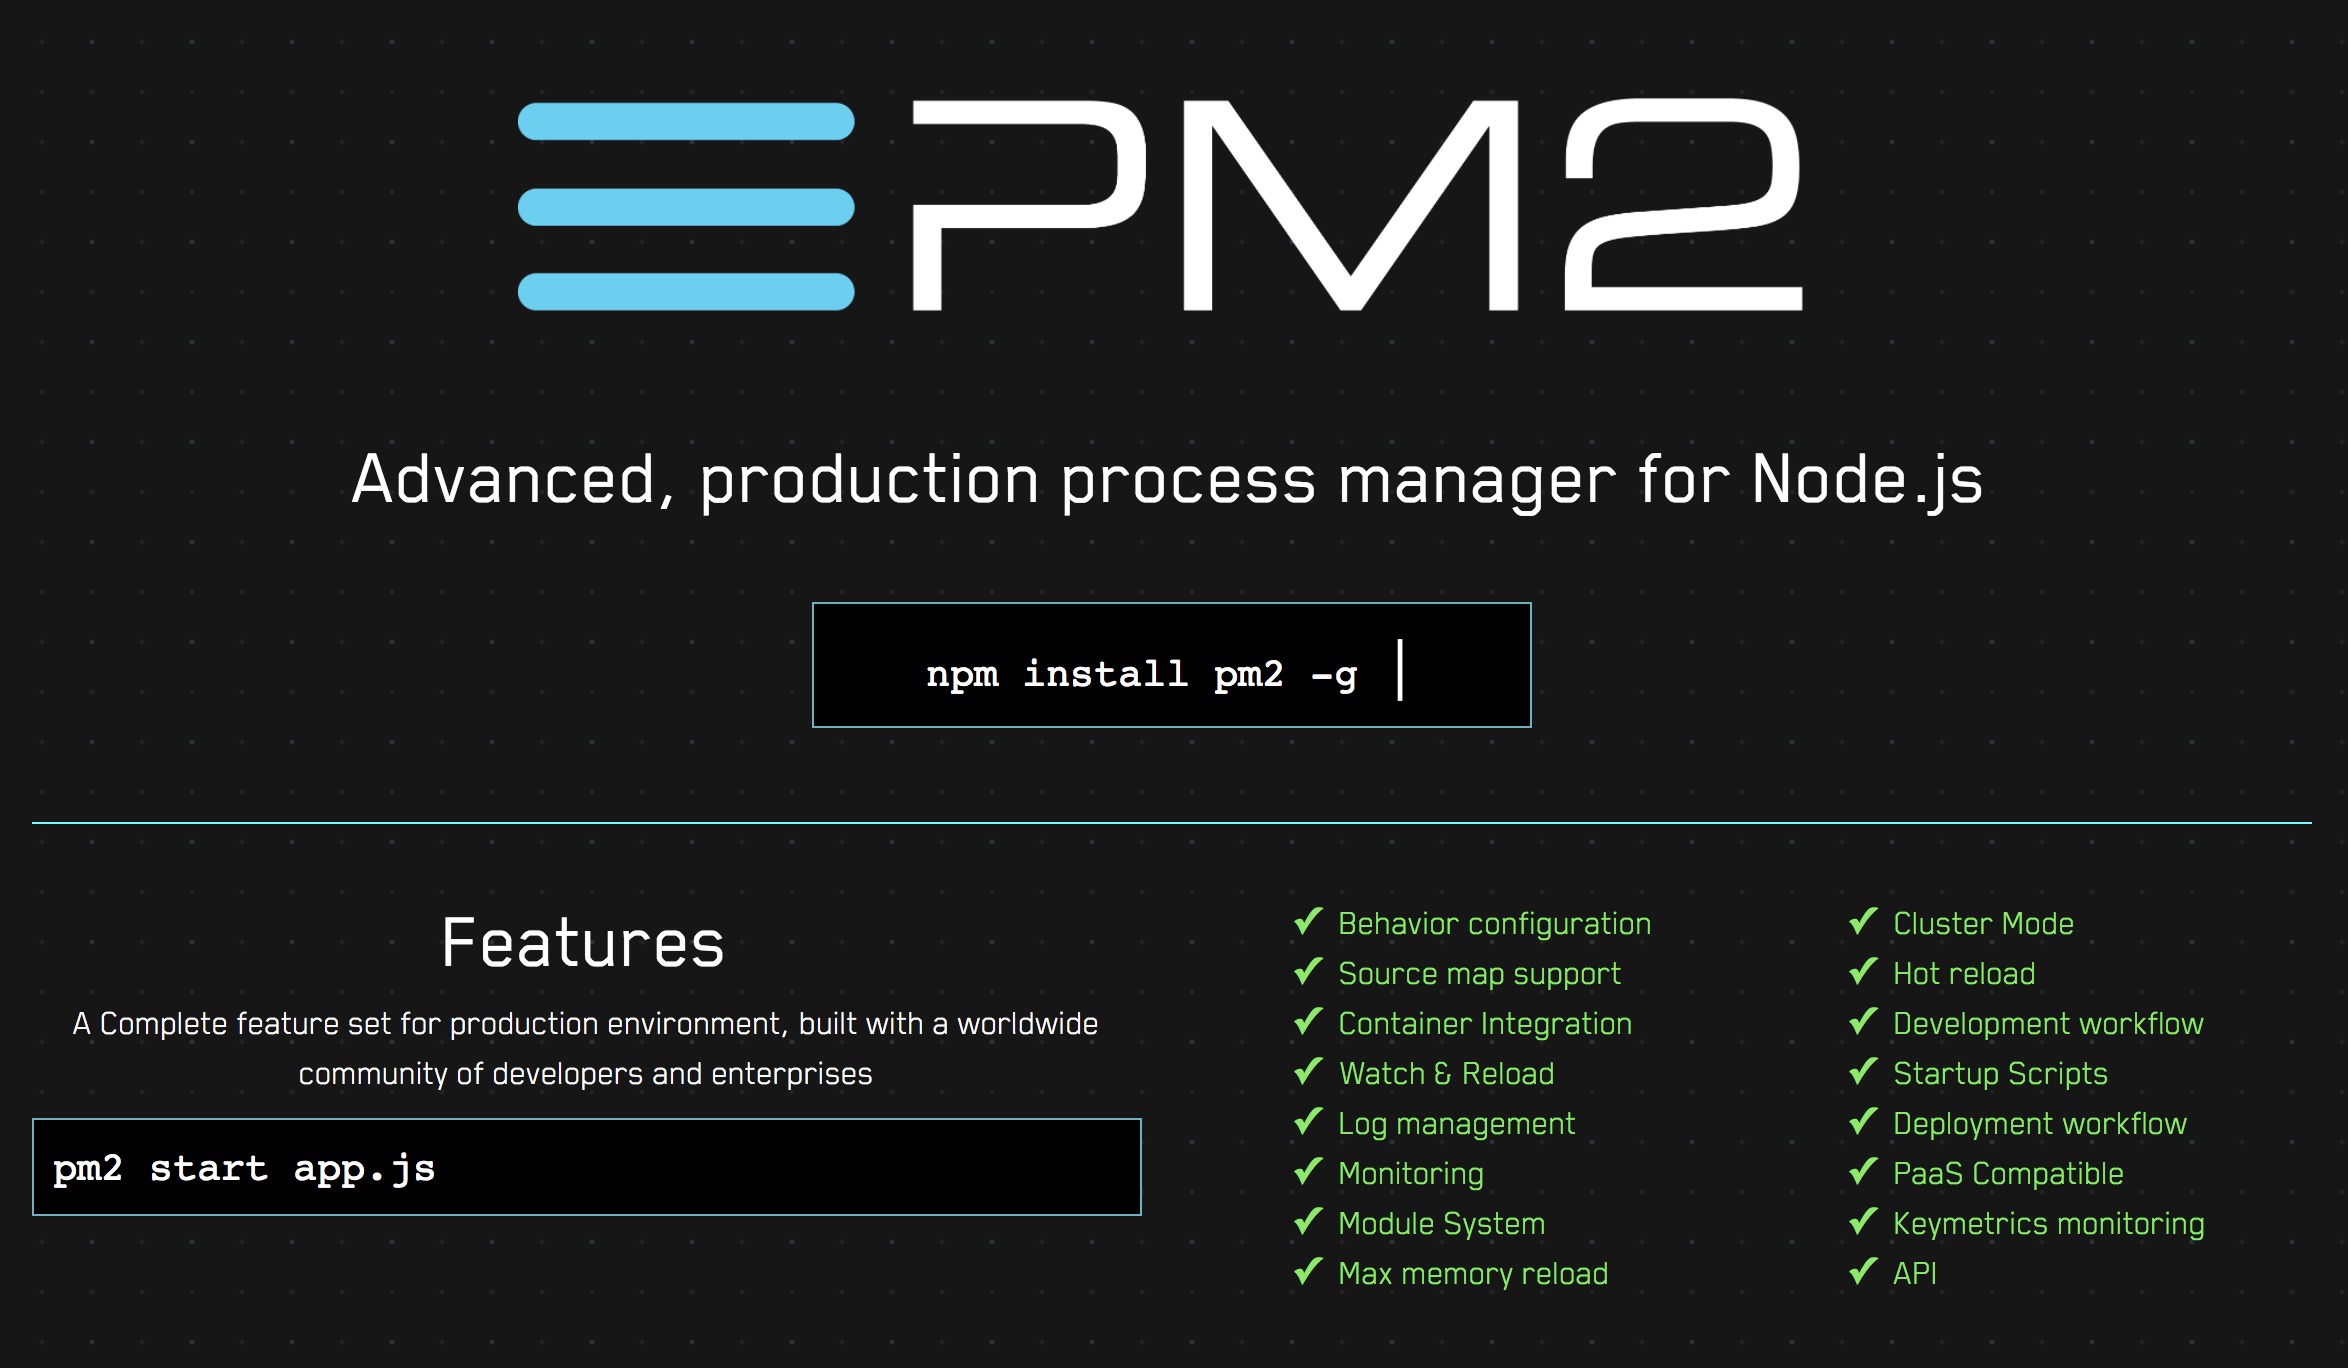 PM2
Advanced, production process manager for Node.js
npm install pm2 -g
Features
A Complete feature set for production environment, built with a worldwide
community of developers and enterprises
pm2 start app.js
✔ Behavior configuration
✔ Source map support
✔ Container Integration
✔ Watch & Reload
✔ Log management
✔ Monitoring
✔ Module System
✔ Max memory reload
✔ Cluster Mode
✔ Hot reload
✔ Development workflow
✔ Startup Scripts
✔ Deployment workflow
✔ PaaS Compatible
✔ Keymetrics monitoring
✔ API